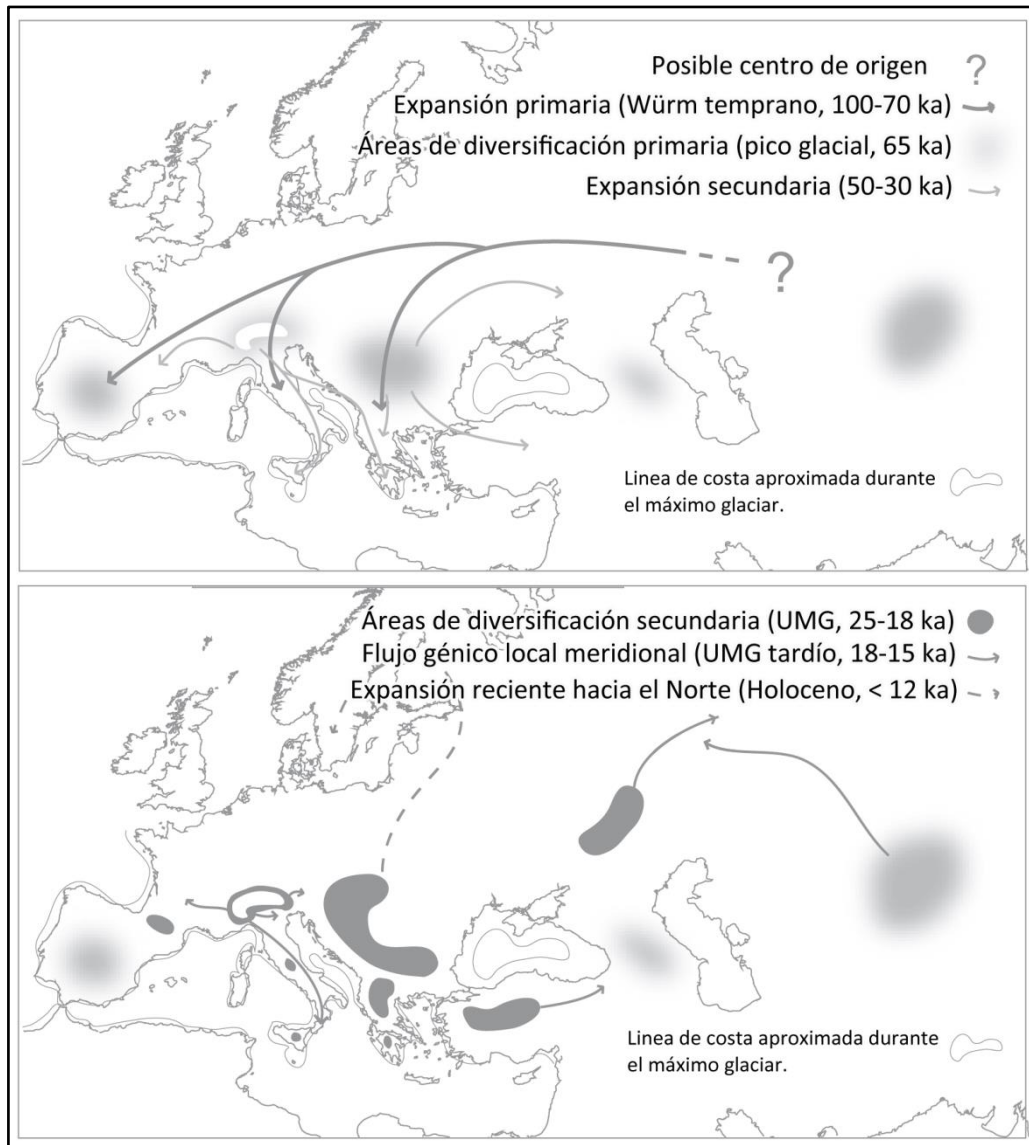 Posible centro de origen ?
Expansión primaria (Würm temprano, 100-70 ka)
Áreas de diversificación primaria (pico glacial, 65 ka)
Expansión secundaria (50-30 ka)
?
Linea de costa aproximada durante
el máximo glaciar.
Áreas de diversificación secundaria (UMG, 25-18 ka)
Flujo génico local meridional (UMG tardío, 18-15 ka)
Expansión reciente hacia el Norte (Holoceno, < 12 ka)
Linea de costa aproximada durante
el máximo glaciar.